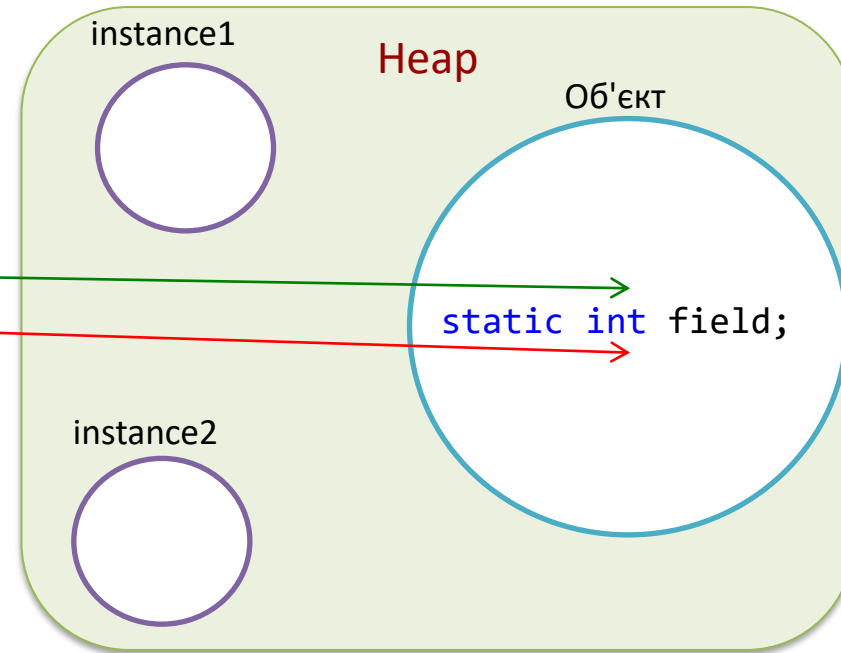 instance1
Heap
Об'єкт
static int field;
instance2